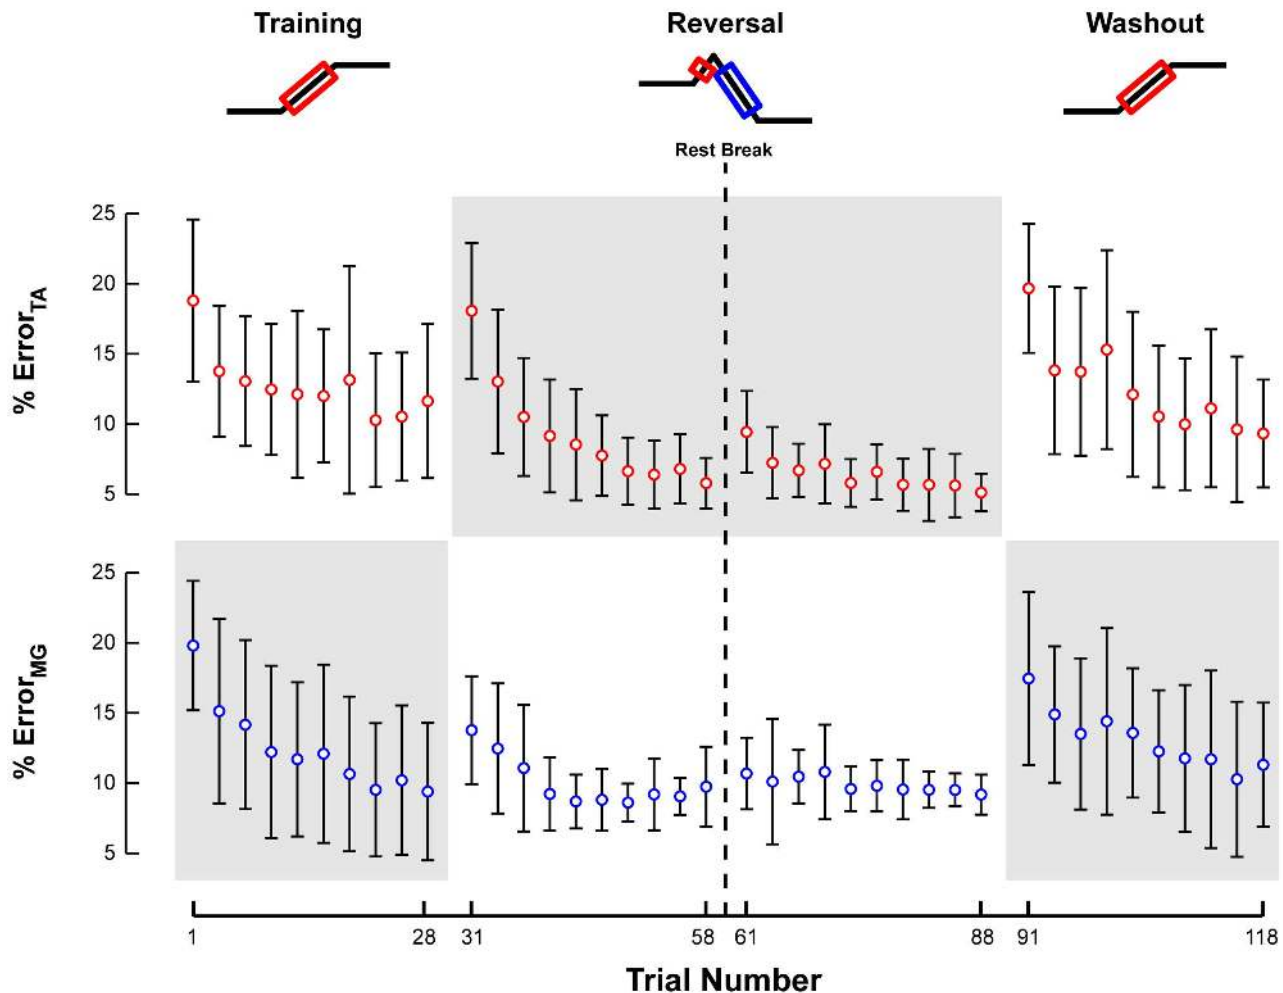 Training
Reversal
Washout
Rest Break
% Error_TA
25
20
15
10
5
% Error_MG
25
20
15
10
5
1
28
31
58
61
88
91
118
Trial Number